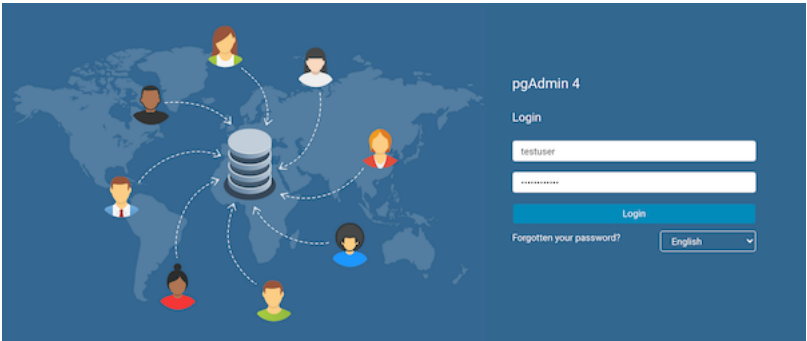 pgAdmin 4
Login
testuser
••••••••••••
Login
Forgotten your password?
English